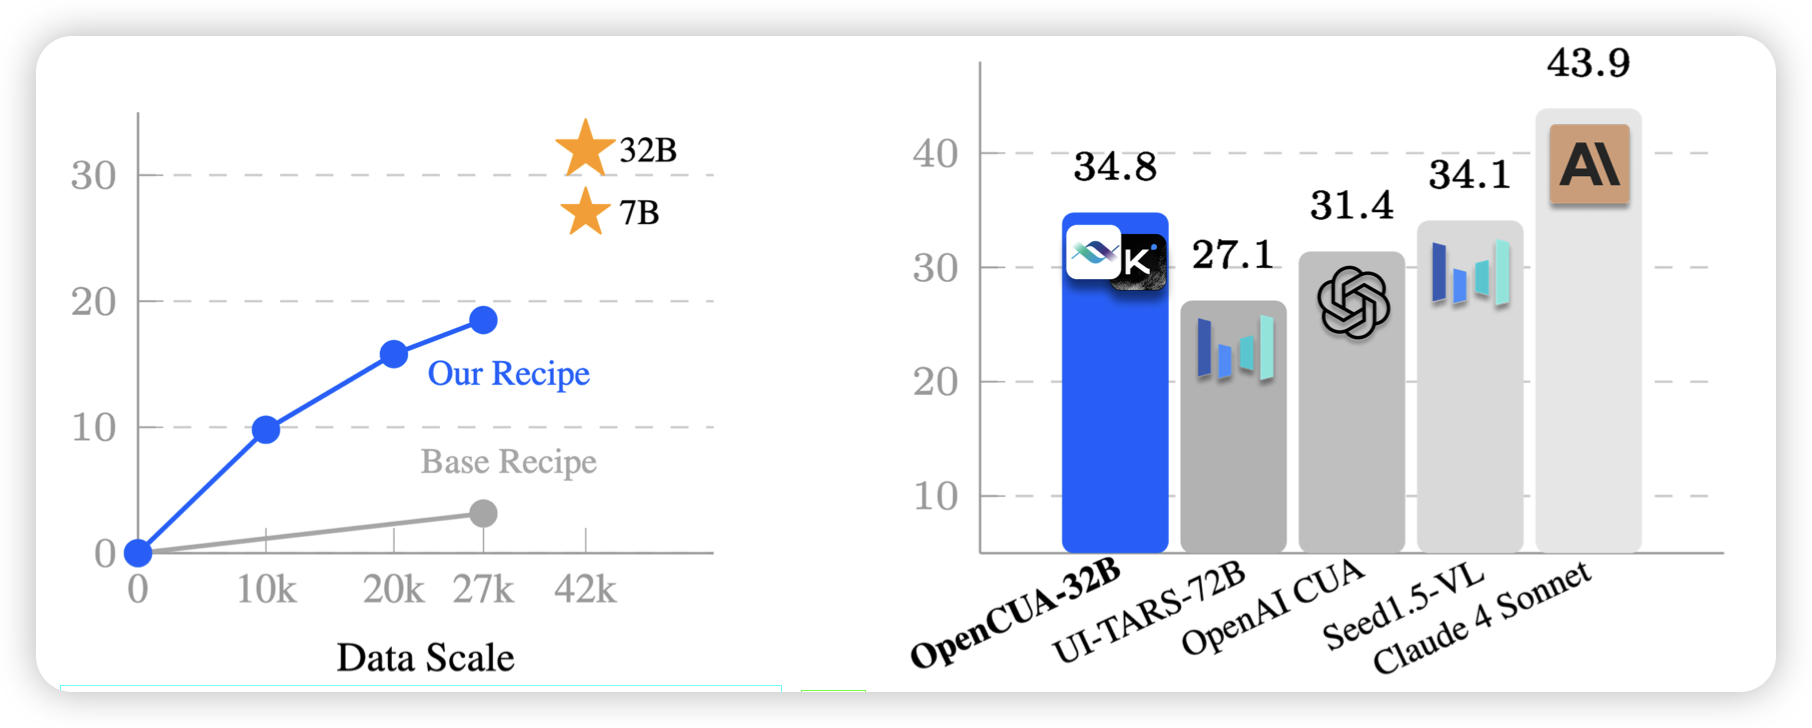 30
20
10
0
0
10k
20k
27k
42k
32B
7B
Our Recipe
Base Recipe
Data Scale
40
30
20
10
34.8
27.1
31.4
34.1
43.9
K
A\
OpenCUA-32B
UI-TARS-72B
OpenAI CUA
Seed1.5-VL
Claude 4 Sonnet